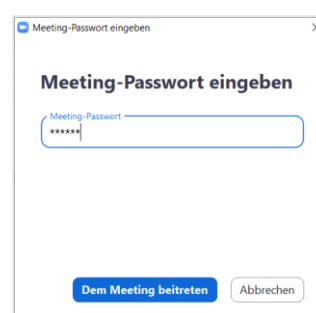 Meeting-Passwort eingeben
Meeting-Passwort eingeben
Meeting-Passwort
******
Dem Meeting beitreten Abbrechen